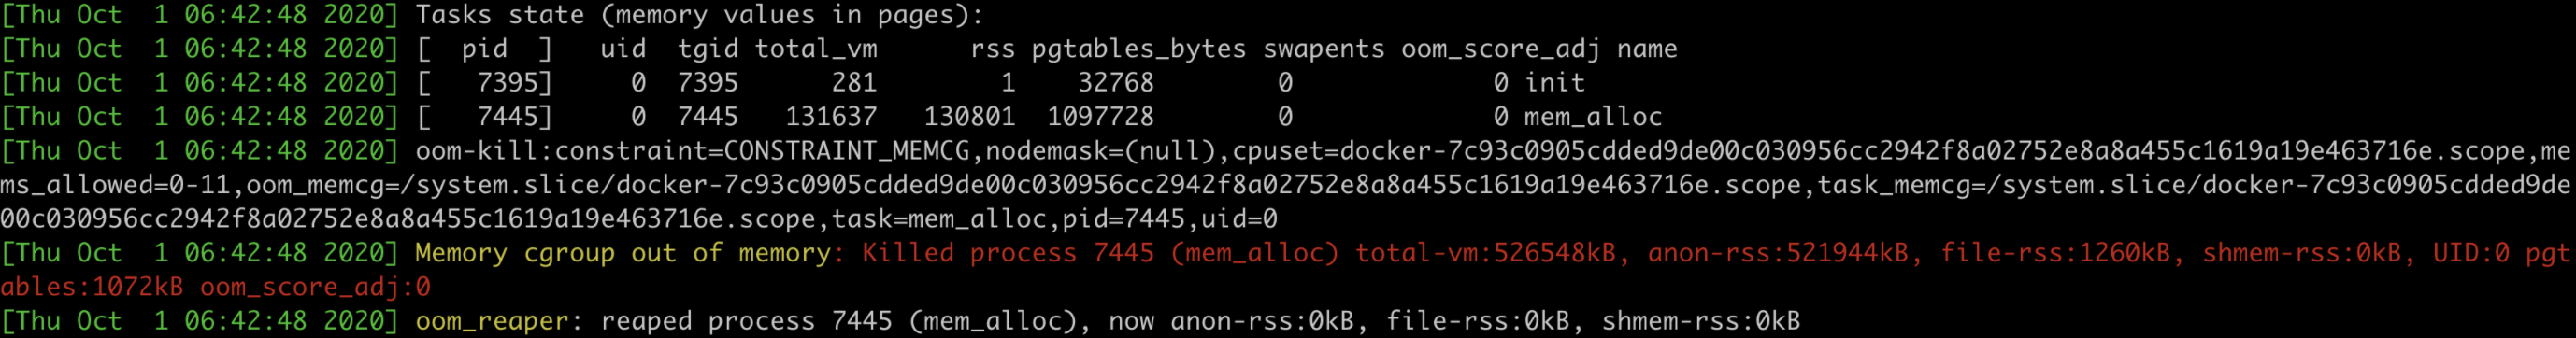 [Thu Oct  1 06:42:48 2020] Tasks state (memory values in pages):
[Thu Oct  1 06:42:48 2020] [  pid  ]   uid  tgid total_vm      rss pgtables_bytes swapents oom_score_adj name
[Thu Oct  1 06:42:48 2020] [   7395]     0  7395      281        1    32768        0             0 init
[Thu Oct  1 06:42:48 2020] [   7445]     0  7445   131637   130801  1097728        0             0 mem_alloc
[Thu Oct  1 06:42:48 2020] oom-kill:constraint=CONSTRAINT_MEMCG,nodemask=(null),cpuset=docker-7c93c0905cdded9de00c030956cc2942f8a02752e8a8a455c1619a19e463716e.scope,me
ms_allowed=0-11,oom_memcg=/system.slice/docker-7c93c0905cdded9de00c030956cc2942f8a02752e8a8a455c1619a19e463716e.scope,task_memcg=/system.slice/docker-7c93c0905cdded9de
00c030956cc2942f8a02752e8a8a455c1619a19e463716e.scope,task=mem_alloc,pid=7445,uid=0
[Thu Oct  1 06:42:48 2020] Memory cgroup out of memory: Killed process 7445 (mem_alloc) total-vm:526548kB, anon-rss:521944kB, file-rss:1260kB, shmem-rss:0kB, UID:0 pgt
ables:1072kB oom_score_adj:0
[Thu Oct  1 06:42:48 2020] oom_reaper: reaped process 7445 (mem_alloc), now anon-rss:0kB, file-rss:0kB, shmem-rss:0kB